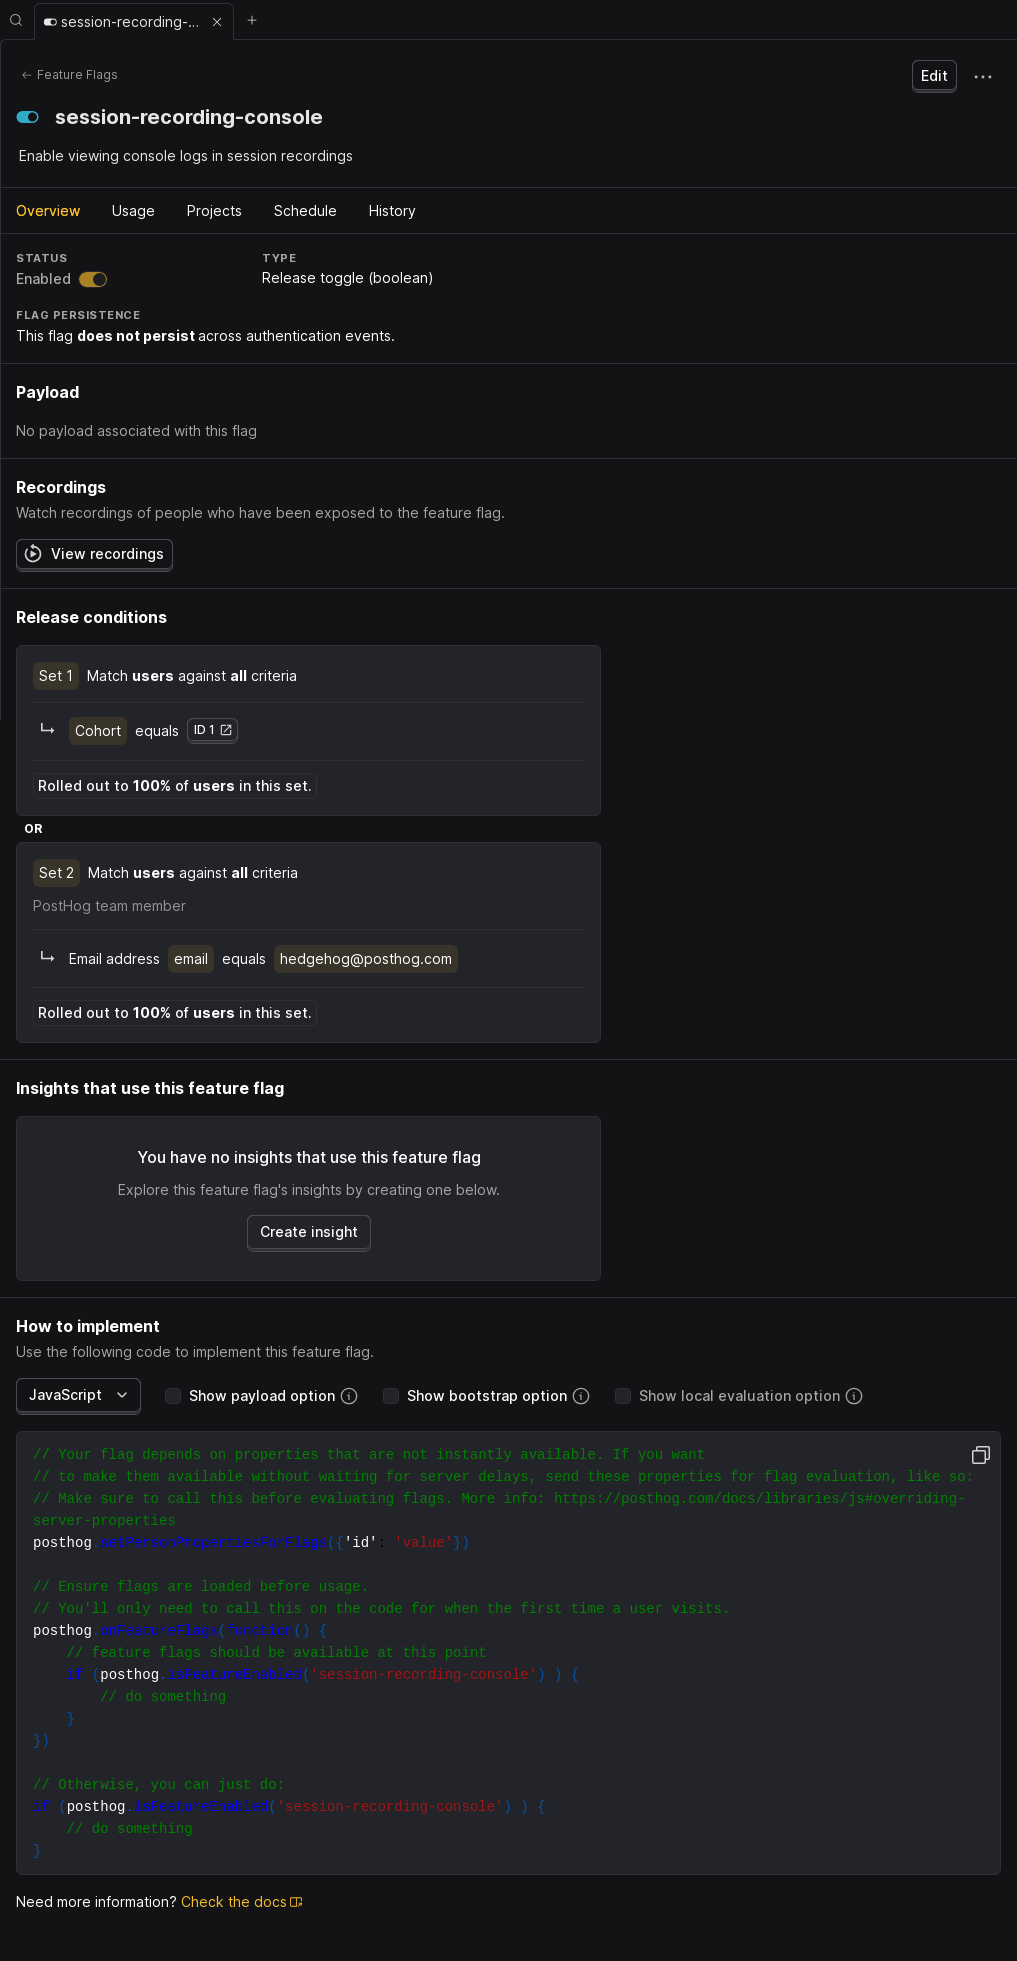 session-recording-...
Feature Flags
Edit
session-recording-console
Enable viewing console logs in session recordings
Overview Usage Projects Schedule History
STATUS TYPE
Enabled Release toggle (boolean)
FLAG PERSISTENCE
This flag does not persist across authentication events.
Payload
No payload associated with this flag
Recordings
Watch recordings of people who have been exposed to the feature flag.
View recordings
Release conditions
Set 1 Match users against all criteria
Cohort equals ID 1
Rolled out to 100% of users in this set.
OR
Set 2 Match users against all criteria
PostHog team member
Email address email equals hedgehog@posthog.com
Rolled out to 100% of users in this set.
Insights that use this feature flag
You have no insights that use this feature flag
Explore this feature flag's insights by creating one below.
Create insight
How to implement
Use the following code to implement this feature flag.
JavaScript Show payload option Show bootstrap option Show local evaluation option
// Your flag depends on properties that are not instantly available. If you want
// to make them available without waiting for server delays, send these properties for flag evaluation, like so:
// Make sure to call this before evaluating flags. More info: https://posthog.com/docs/libraries/js#overriding-
server-properties
posthog.setPersonPropertiesForFlags({'id': 'value'})
// Ensure flags are loaded before usage.
// You'll only need to call this on the code for when the first time a user visits.
posthog.onFeatureFlags(function() {
    // feature flags should be available at this point
    if (posthog.isFeatureEnabled('session-recording-console') ) {
        // do something
    }
})
// Otherwise, you can just do:
if (posthog.isFeatureEnabled('session-recording-console') ) {
    // do something
}
Need more information? Check the docs